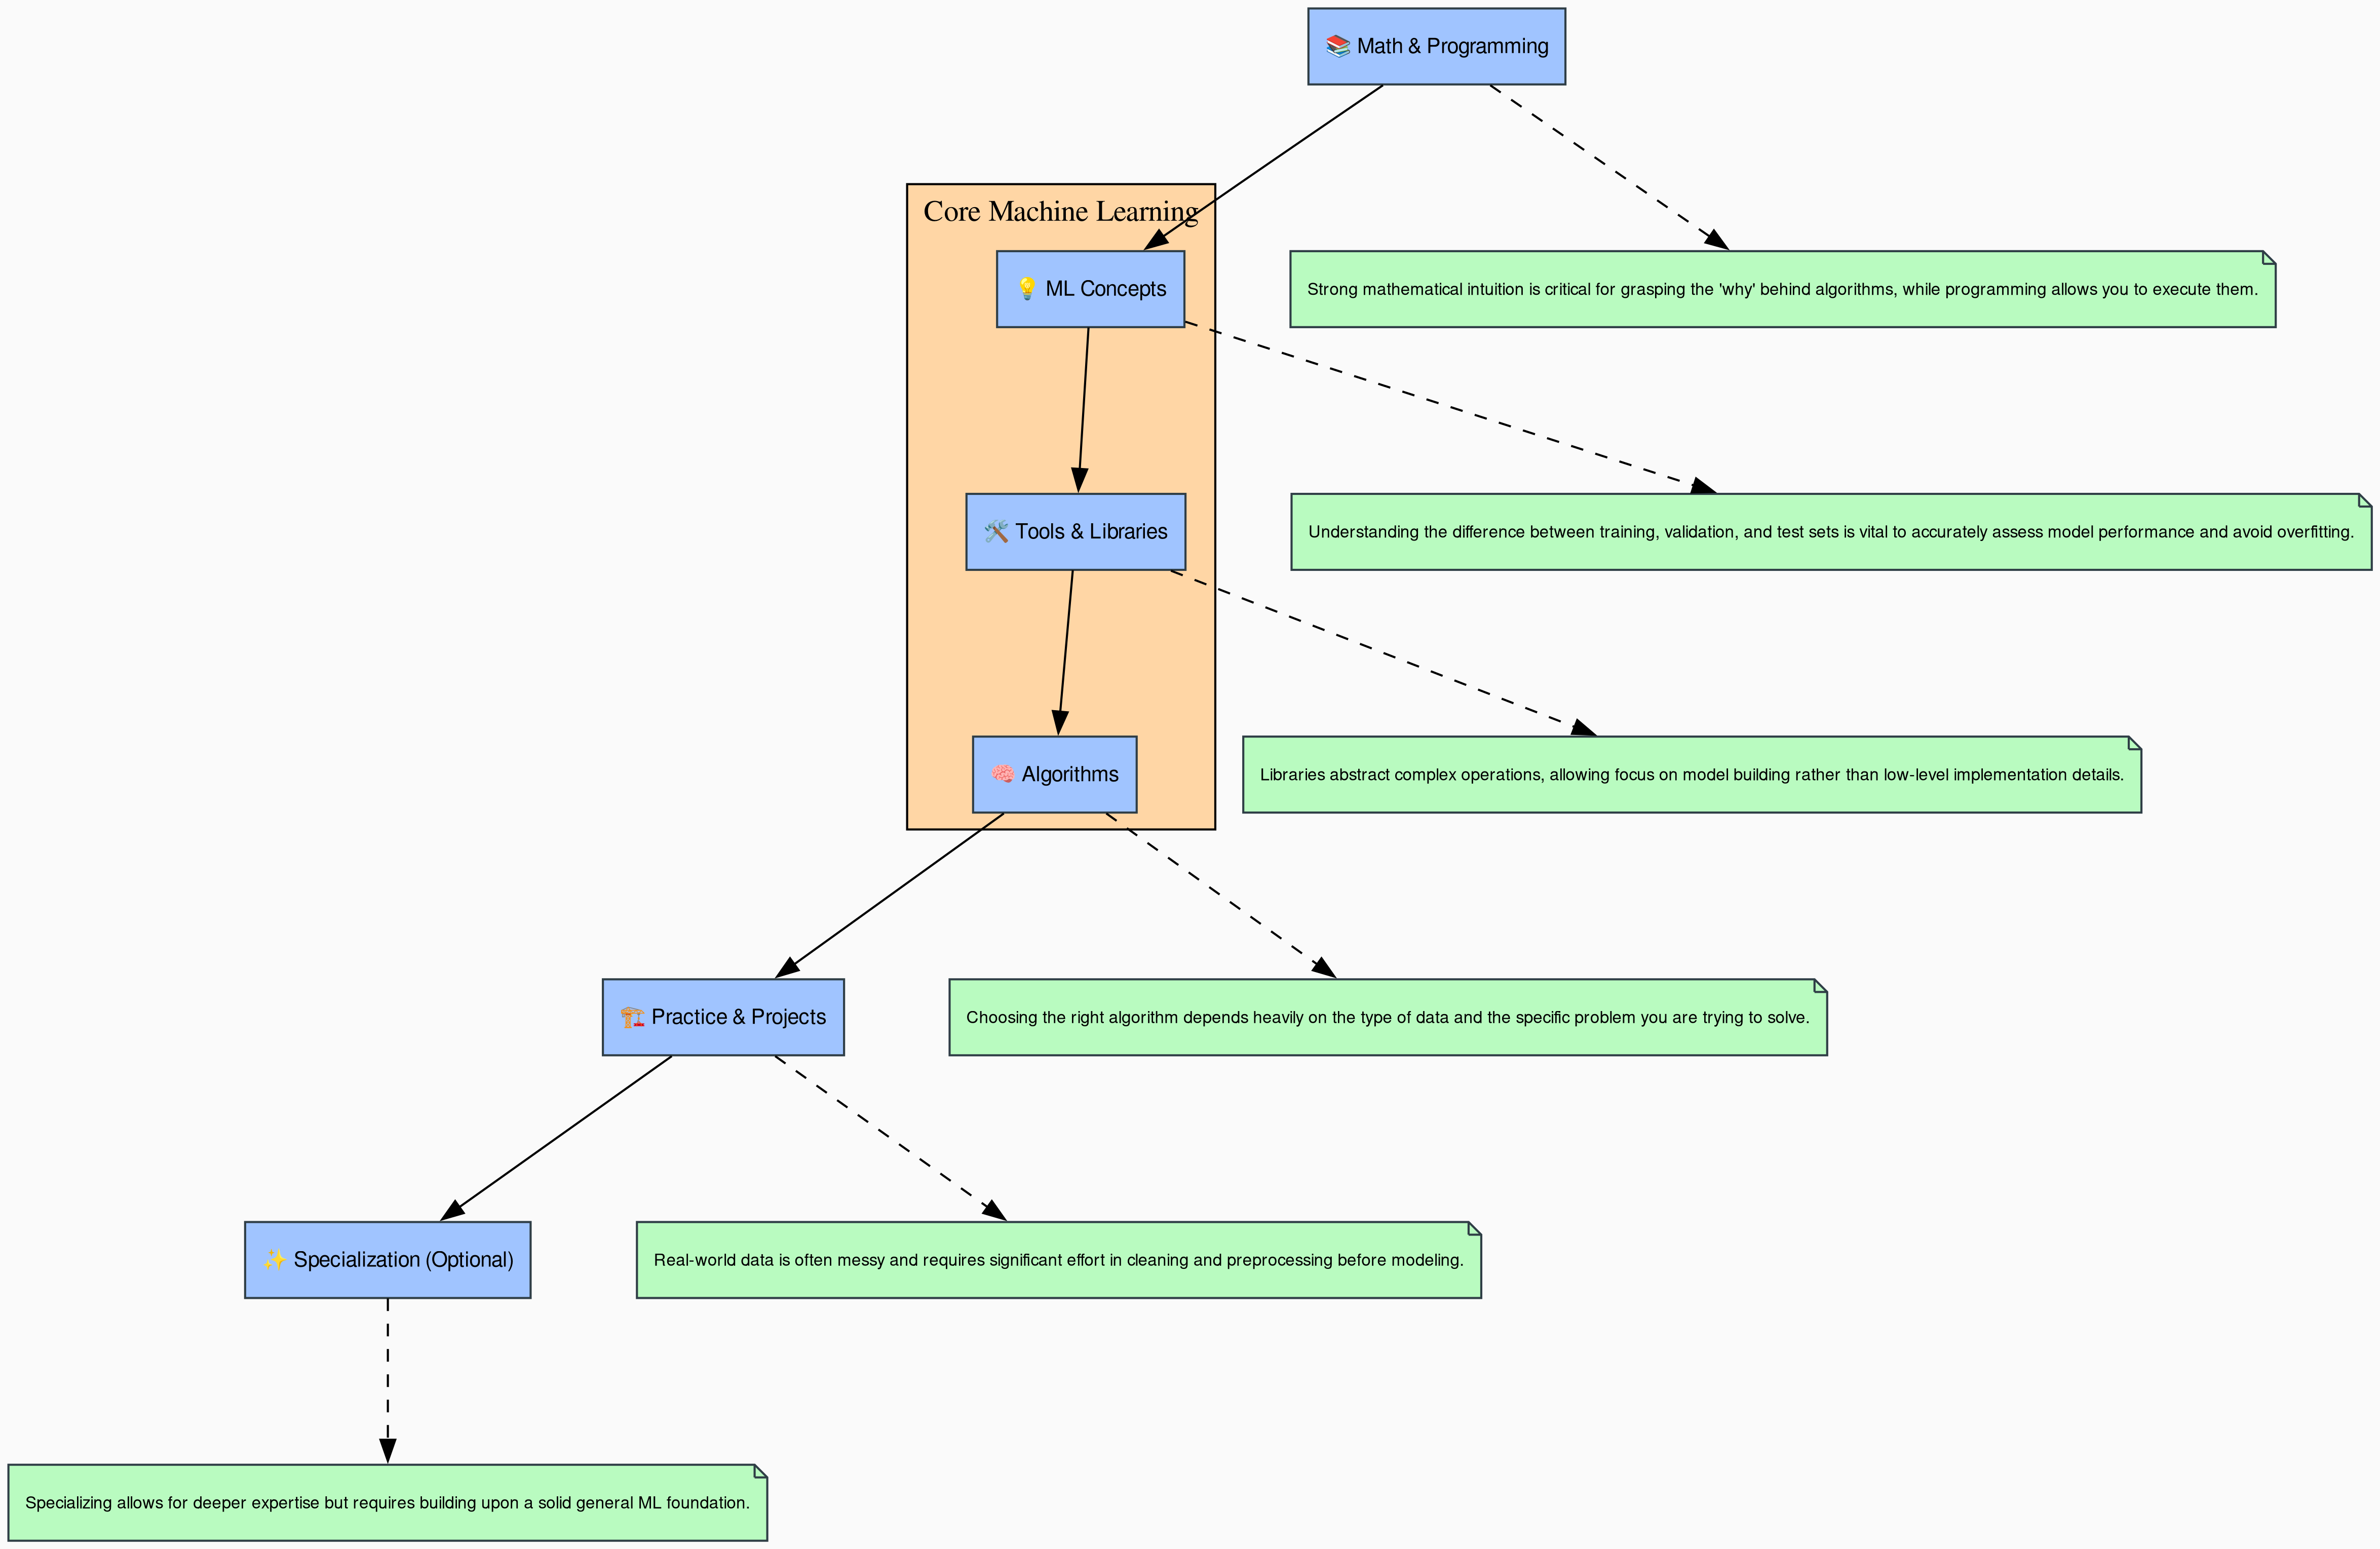 📚 Math & Programming
Core Machine Learning
💡 ML Concepts
Strong mathematical intuition is critical for grasping the 'why' behind algorithms, while programming allows you to execute them.
🛠️ Tools & Libraries
Understanding the difference between training, validation, and test sets is vital to accurately assess model performance and avoid overfitting.
🧠 Algorithms
Libraries abstract complex operations, allowing focus on model building rather than low-level implementation details.
🏗️ Practice & Projects
Choosing the right algorithm depends heavily on the type of data and the specific problem you are trying to solve.
✨ Specialization (Optional)
Real-world data is often messy and requires significant effort in cleaning and preprocessing before modeling.
Specializing allows for deeper expertise but requires building upon a solid general ML foundation.